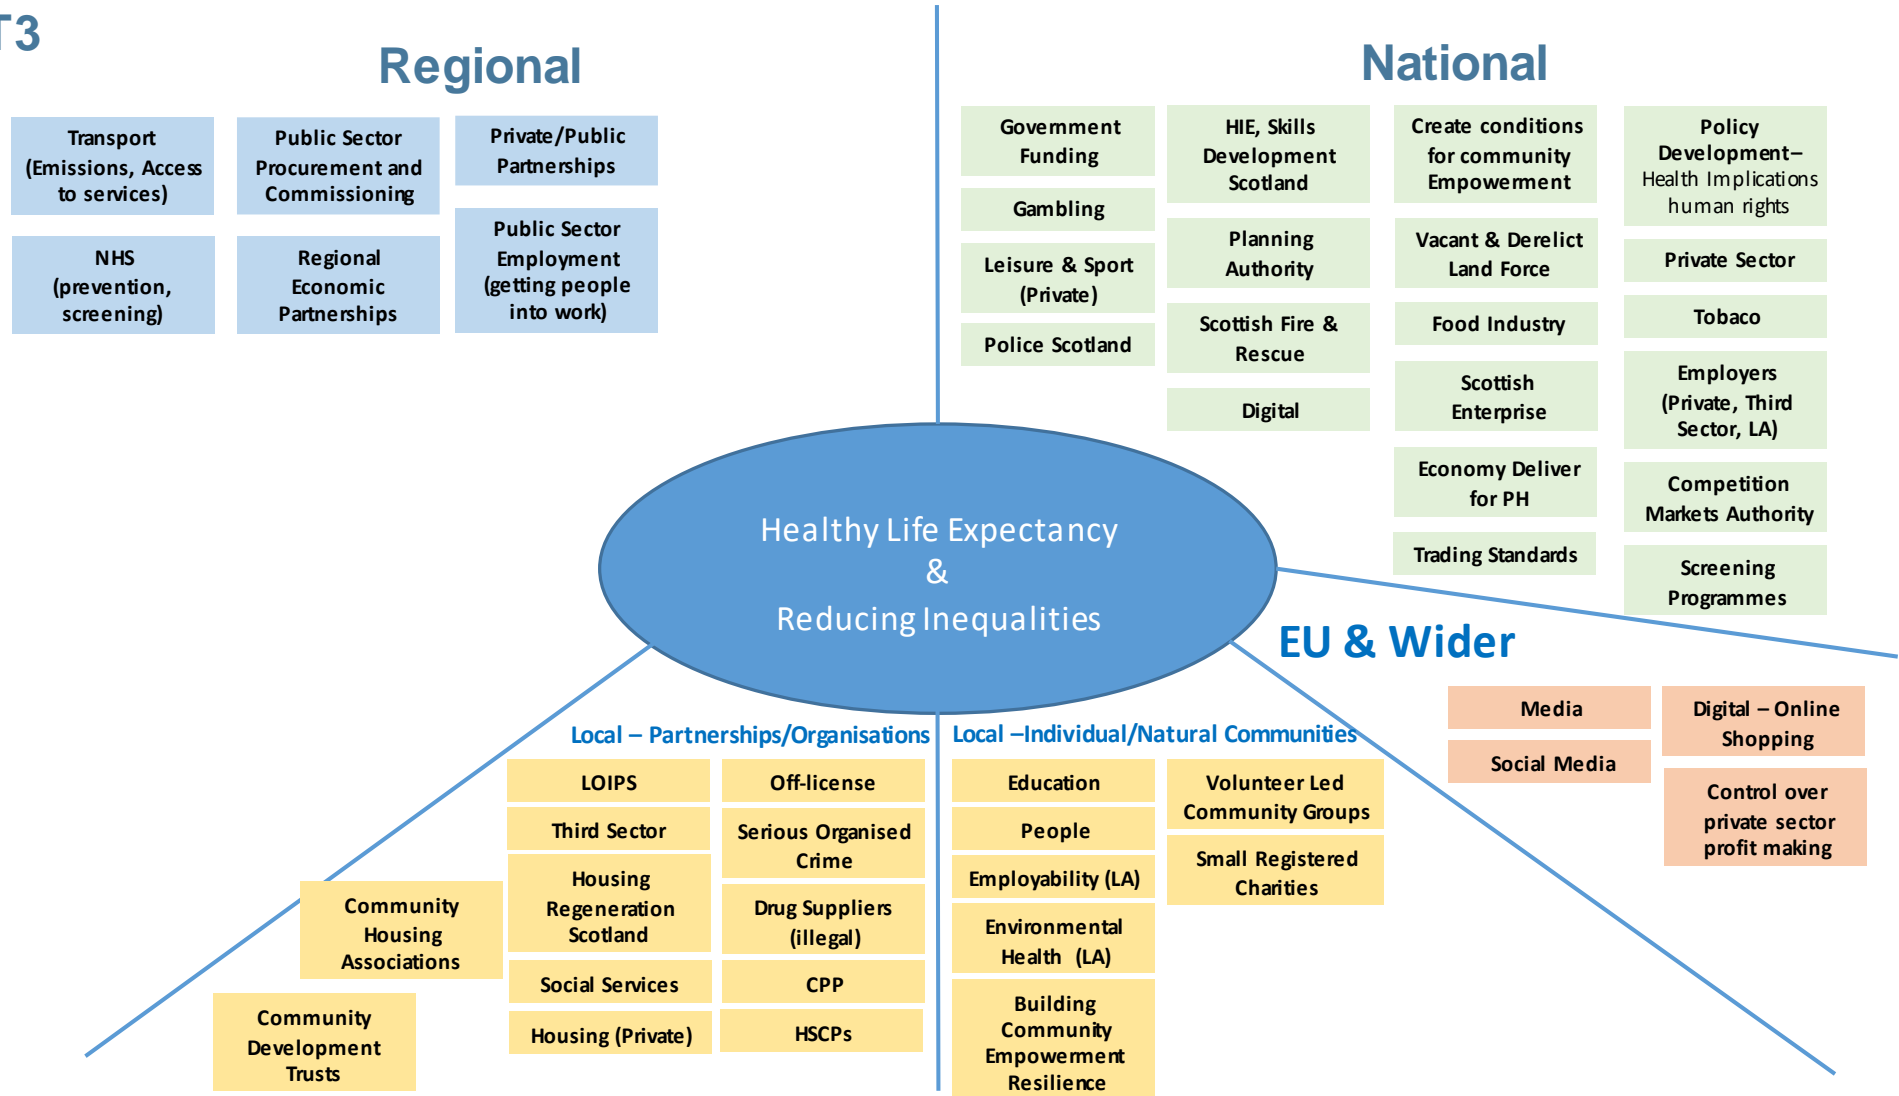 T3
Regional
Transport
(Emissions, Access
to services)
Public Sector
Procurement and
Commissioning
Private/Public
Partnerships
NHS
(prevention,
screening)
Regional
Economic
Partnerships
Public Sector
Employment
(getting people
into work)
National
Government
Funding
Gambling
Leisure & Sport
(Private)
Police Scotland
HIE, Skills
Development
Scotland
Planning
Authority
Scottish Fire &
Rescue
Digital
Create conditions
for community
Empowerment
Vacant & Derelict
Land Force
Food Industry
Scottish
Enterprise
Economy Deliver
for PH
Trading Standards
Policy
Development–
Health Implications
human rights
Private Sector
Tobaco
Employers
(Private, Third
Sector, LA)
Competition
Markets Authority
Screening
Programmes
Healthy Life Expectancy
&
Reducing Inequalities
EU & Wider
Media
Social Media
Digital – Online
Shopping
Control over
private sector
profit making
Local – Partnerships/Organisations
LOIPS
Third Sector
Housing
Regeneration
Scotland
Social Services
Housing (Private)
Off-license
Serious Organised
Crime
Drug Suppliers
(illegal)
CPP
HSCPs
Community
Housing
Associations
Community
Development
Trusts
Local –Individual/Natural Communities
Education
People
Employability (LA)
Environmental
Health (LA)
Building
Community
Empowerment
Resilience
Volunteer Led
Community Groups
Small Registered
Charities